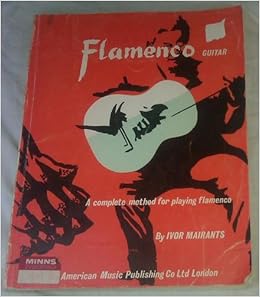 Flamenco GUITAR
A complete method for playing flamenco
By IVOR MAIRANTS
MINNS
American Music Publishing Co Ltd London